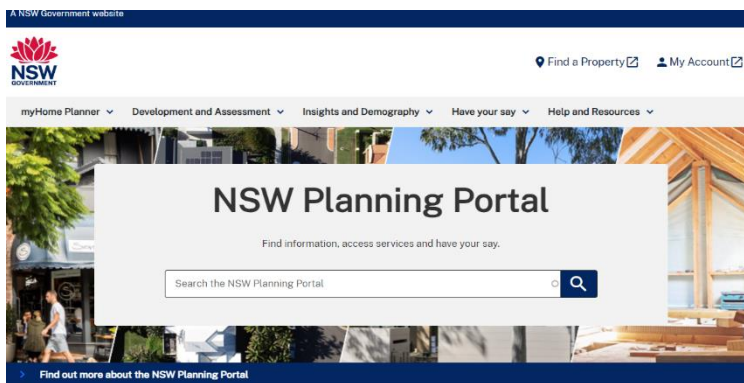 A NSW Government website
NSW
GOVERNMENT
Find a Property My Account
myHome Planner Development and Assessment Insights and Demography Have your say Help and Resources
NSW Planning Portal
Find information, access services and have your say.
Search the NSW Planning Portal
Find out more about the NSW Planning Portal